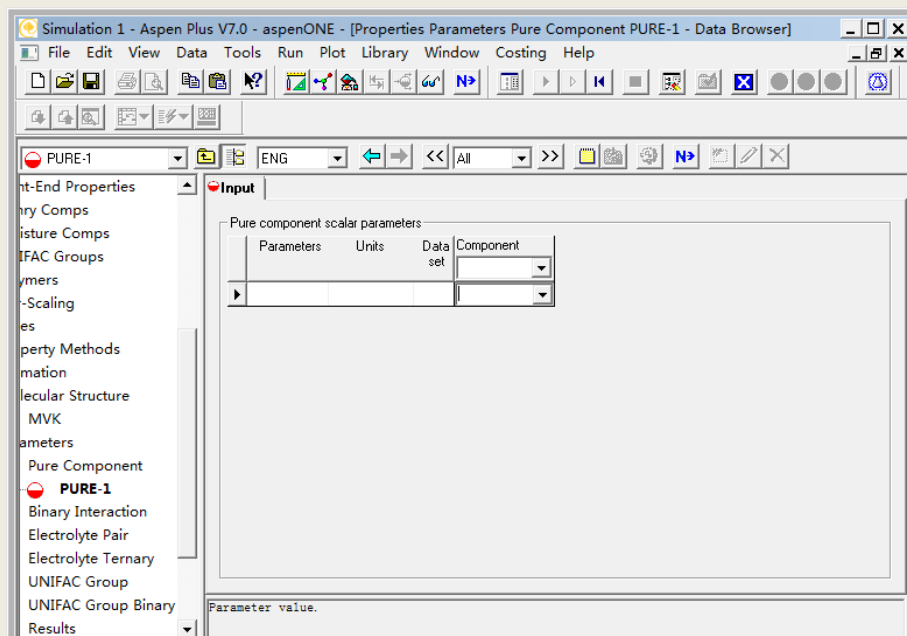 Simulation 1 - Aspen Plus V7.0 - aspenONE - [Properties Parameters Pure Component PURE-1 - Data Browser]
File Edit View Data Tools Run Plot Library Window Costing Help
N>
PURE-1 ENG << All >> N>
nt-End Properties
nry Comps
isture Comps
IFAC Groups
ymers
-Scaling
es
perty Methods
mation
lecular Structure
MVK
ameters
Pure Component
PURE-1
Binary Interaction
Electrolyte Pair
Electrolyte Ternary
UNIFAC Group
UNIFAC Group Binary
Results
Input
Pure component scalar parameters
Parameters Units Data set Component
Parameter value.